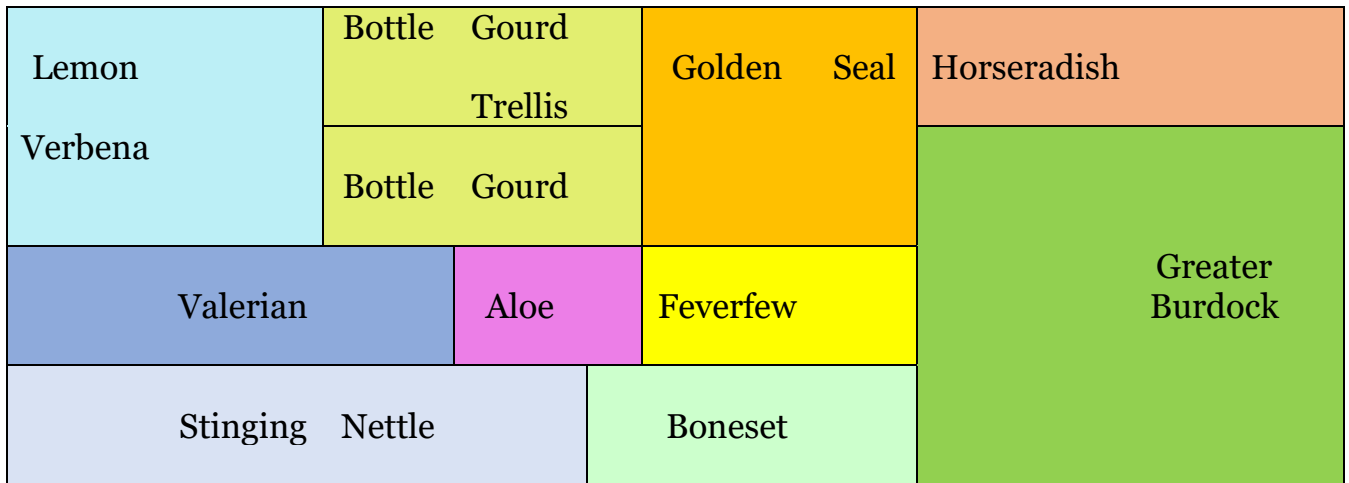 Lemon
Verbena
Bottle Gourd
Trellis
Bottle Gourd
Golden Seal
Horseradish
Greater
Burdock
Valerian
Aloe
Feverfew
Stinging Nettle
Boneset